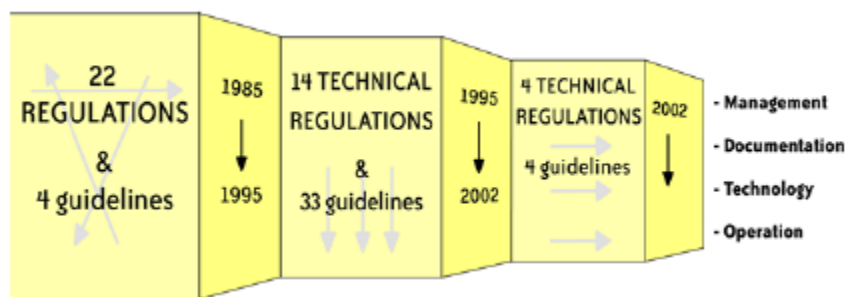 22
REGULATIONS
&
4 guidelines
1985
1995
14 TECHNICAL
REGULATIONS
&
33 guidelines
1995
2002
4 TECHNICAL
REGULATIONS
4 guidelines
2002
- Management
- Documentation
- Technology
- Operation